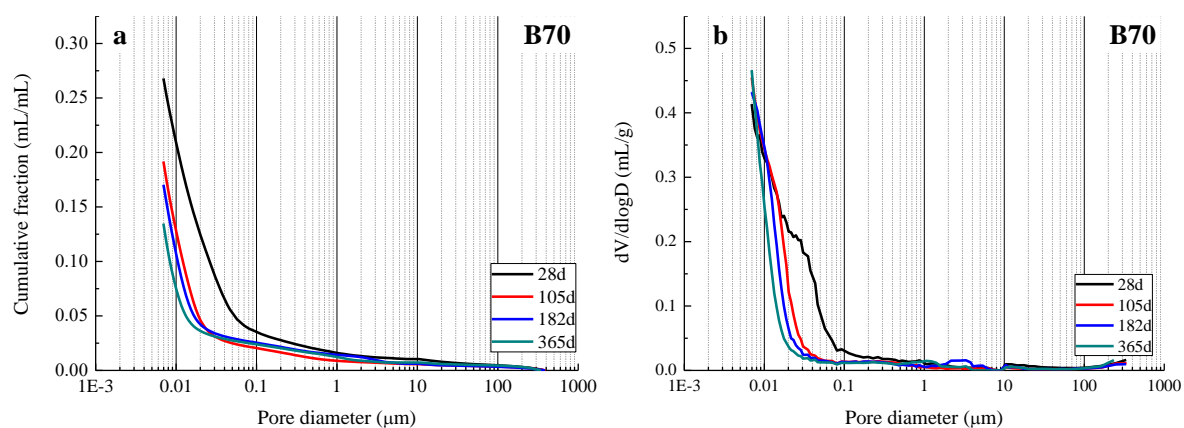 a
B70
0.30
0.25
0.20
0.15
0.10
0.05
0.00
Cumulative fraction (mL/mL)
28d
105d
182d
365d
1E-3
0.01
0.1
1
10
100
1000
Pore diameter (μm)
b
B70
0.5
0.4
0.3
0.2
0.1
0.0
dV/dlogD (mL/g)
28d
105d
182d
365d
1E-3
0.01
0.1
1
10
100
1000
Pore diameter (μm)